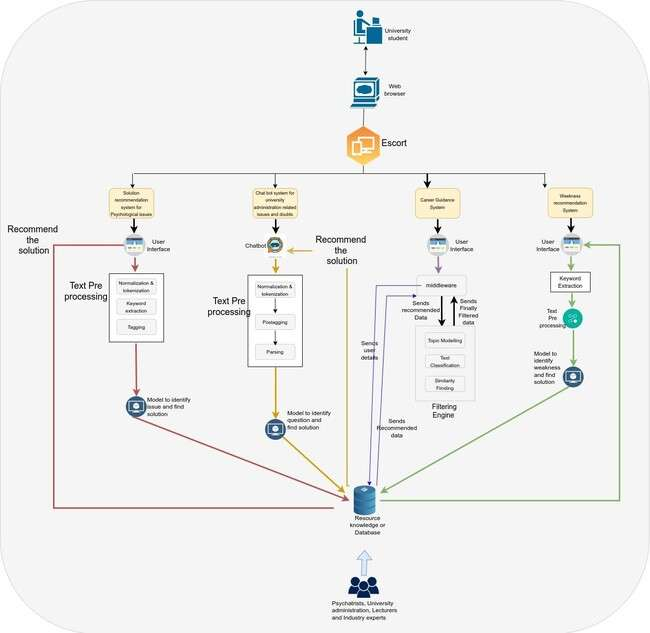 University
student
Web
browser
Escort
Solution
recommendation
system for
Psychological issues
Chat bot system for
university
administration related
issues and doubts
Career Guidance
System
Weakness
recommendation
System
Recommend
the
solution
User
Interface
Chatbot
Recommend
the
solution
User
Interface
User
Interface
Text Pre
processing
Normalization &
tokenization
Keyword
extraction
Tagging
Text Pre
processing
Normalization &
tokenization
Postagging
Parsing
middleware
Sends
recommended
Data
Sends
Finally
Filtered
data
Keyword
Extraction
Text
Pre
processing
Sends
user
details
Topo Modelling
Text
Classification
Similarity
Finding
Filtering
Engine
Model to
identify
weakness and find
solution
Model to identify
issue and find
solution
Model to identify
question and
find solution
Sends
Recommended
data
Resource
knowledge or
Database
Psychatrists, University
administration, Lecturers
and Industry experts